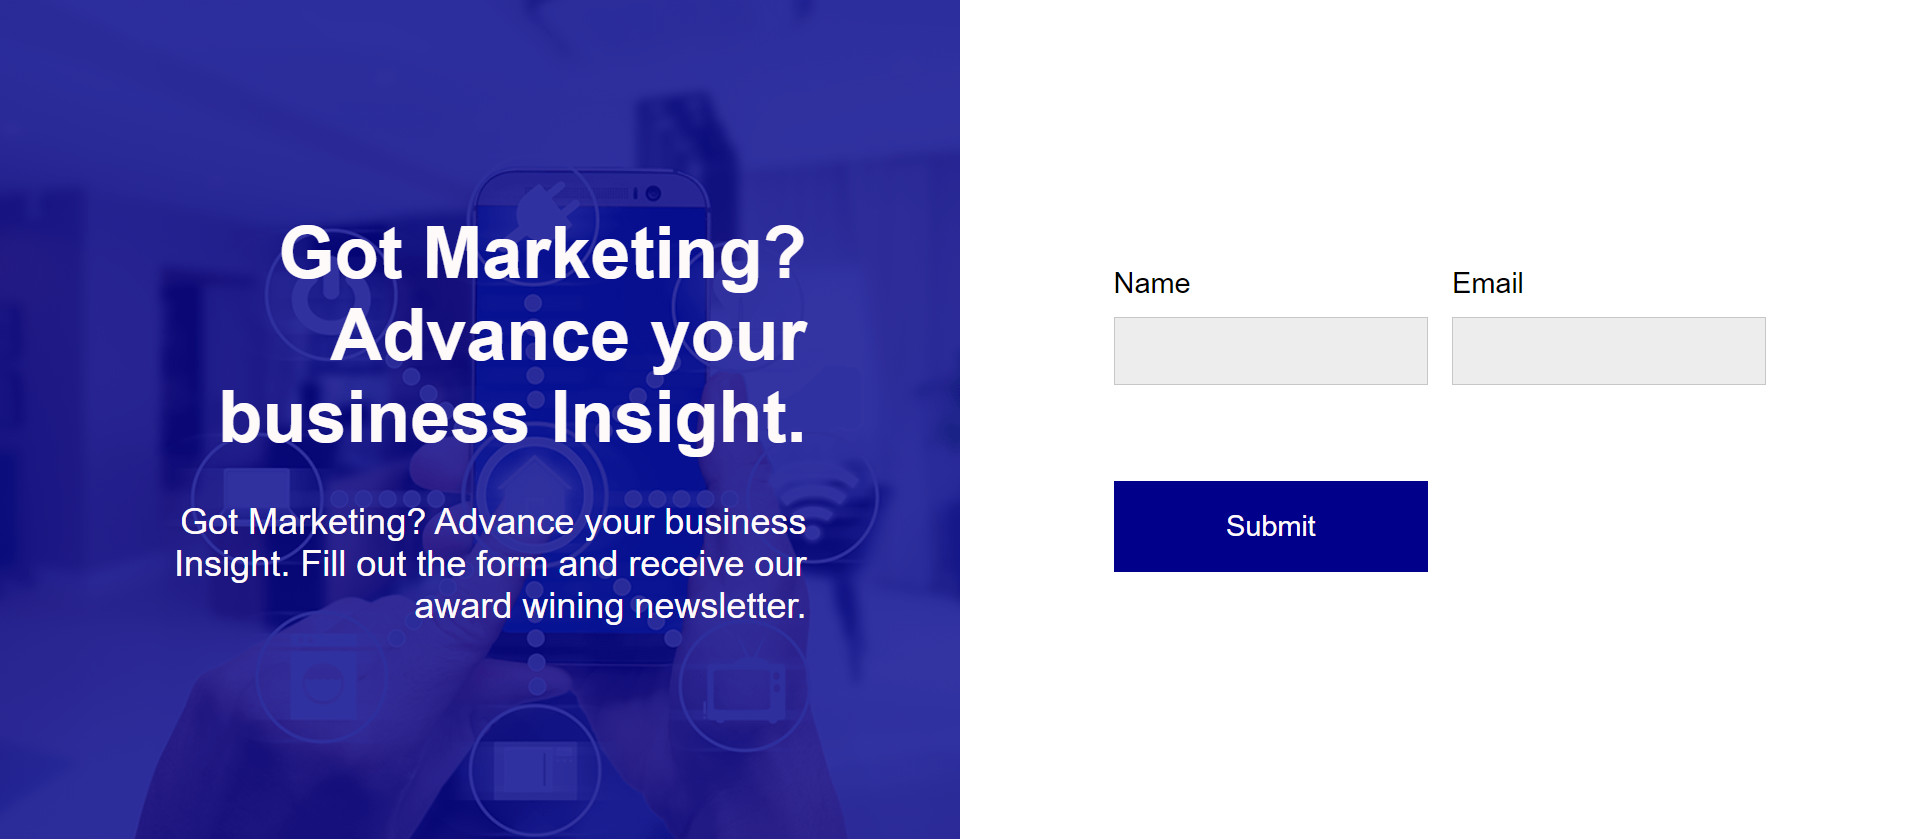 Got Marketing?
Advance your
business Insight.
Got Marketing? Advance your business
Insight. Fill out the form and receive our
award wining newsletter.
Name
Email
Submit